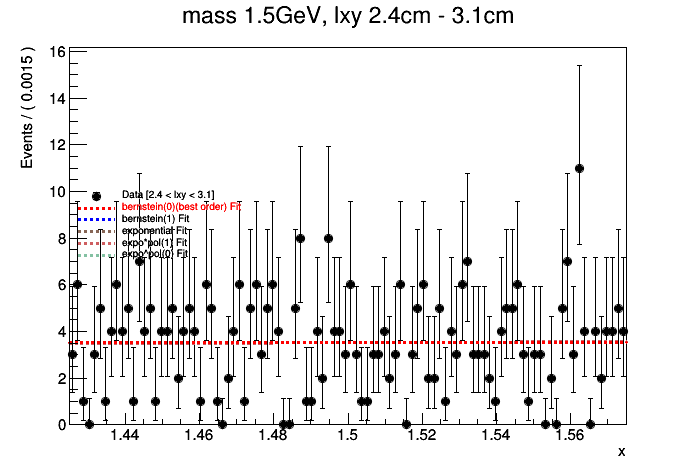 mass 1.5GeV, lxy 2.4cm - 3.1cm
Events / ( 0.0015 )
16
14
12
10
8
6
4
2
0
Data [2.4 < lxy < 3.1]
bernstein(0)(best order) Fit
bernstein(1) Fit
exponential Fit
expo*pol(1) Fit
expo*pol(0) Fit
1.44 1.46 1.48 1.5 1.52 1.54 1.56
x